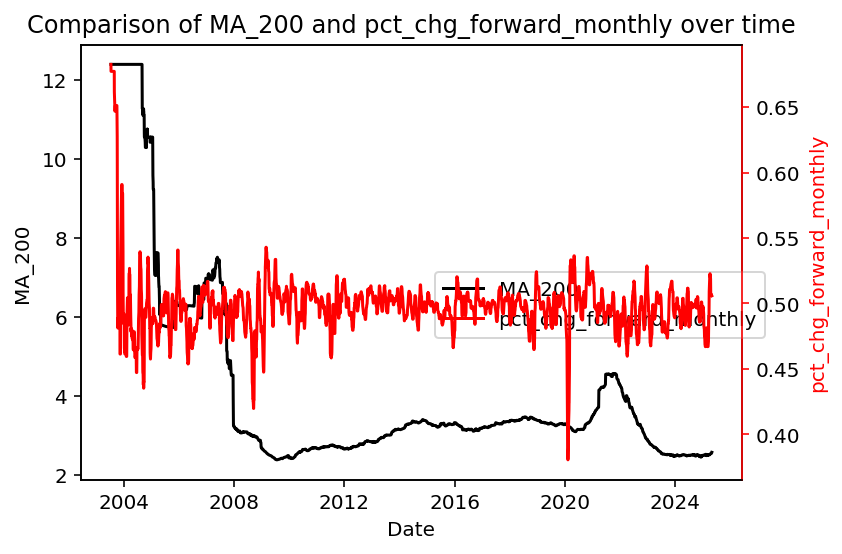 Comparison of MA_200 and pct_chg_forward_monthly over time
12
10
8
6
4
2
MA_200
0.65
0.60
0.55
0.50
0.45
0.40
pct_chg_forward_monthly
MA_200
pct_chg_forward_monthly
2004 2008 2012 2016 2020 2024
Date